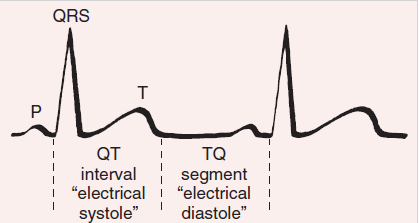 QRS
P
T
QT
interval
“electrical
systole”
TQ
segment
“electrical
diastole”